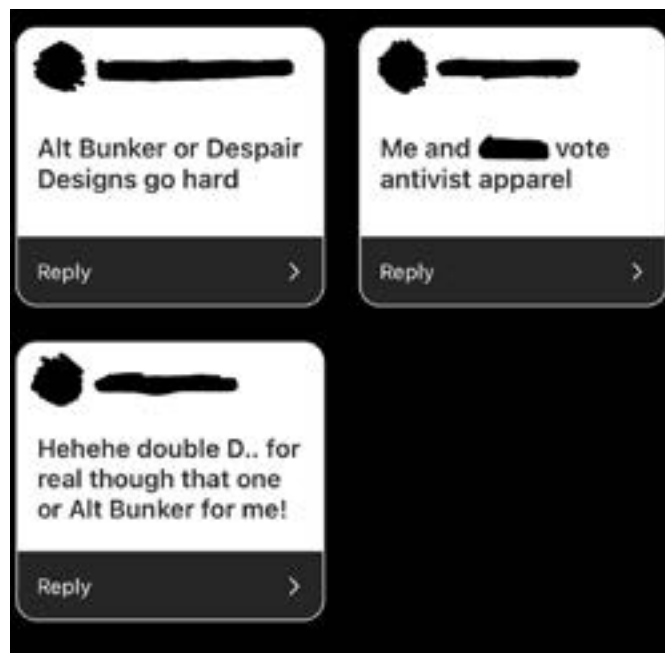 Alt Bunker or Despair
Designs go hard
Reply
Me and vote
antivist apparel
Reply
Hehehe double D.. for
real though that one
or Alt Bunker for me!
Reply